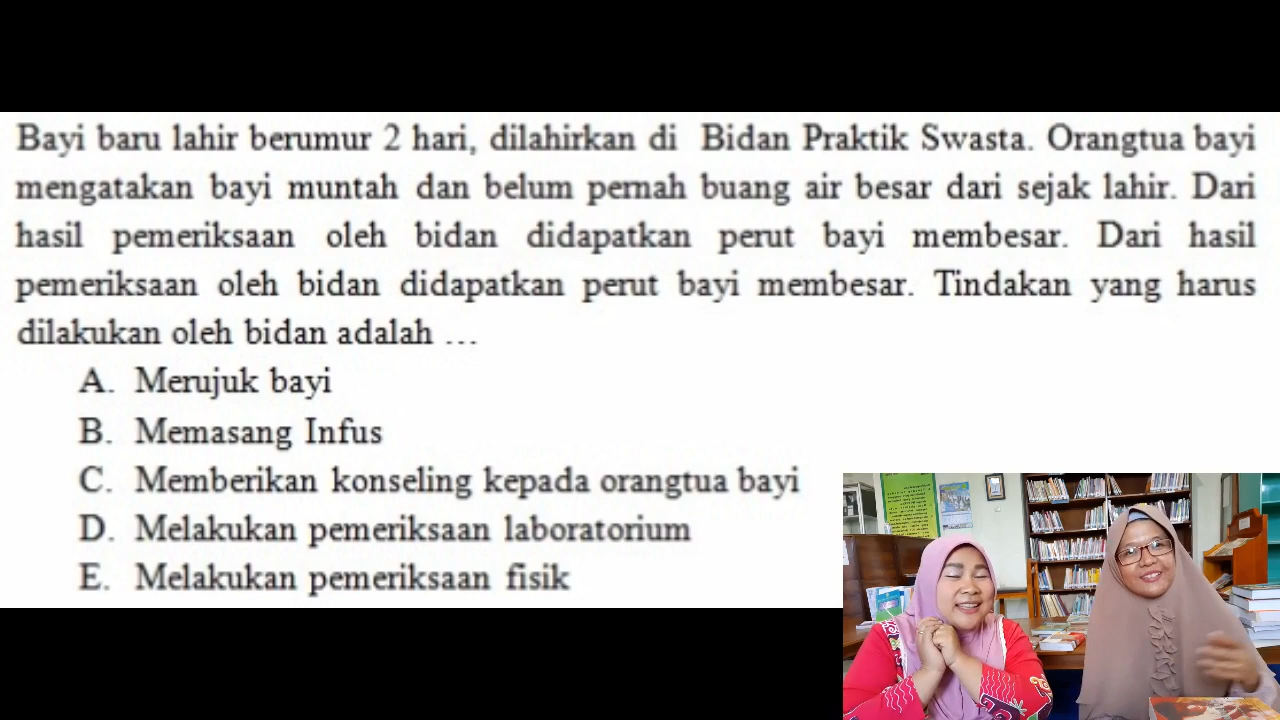 Bayi baru lahir berumur 2 hari, dilahirkan di Bidan Praktik Swasta. Orangtua bayi
mengatakan bayi muntah dan belum pernah buang air besar dari sejak lahir. Dari
hasil pemeriksaan oleh bidan didapatkan perut bayi membesar. Dari hasil
pemeriksaan oleh bidan didapatkan perut bayi membesar. Tindakan yang harus
dilakukan oleh bidan adalah ...
A. Merujuk bayi
B. Memasang Infus
C. Memberikan konseling kepada orangtua bayi
D. Melakukan pemeriksaan laboratorium
E. Melakukan pemeriksaan fisik